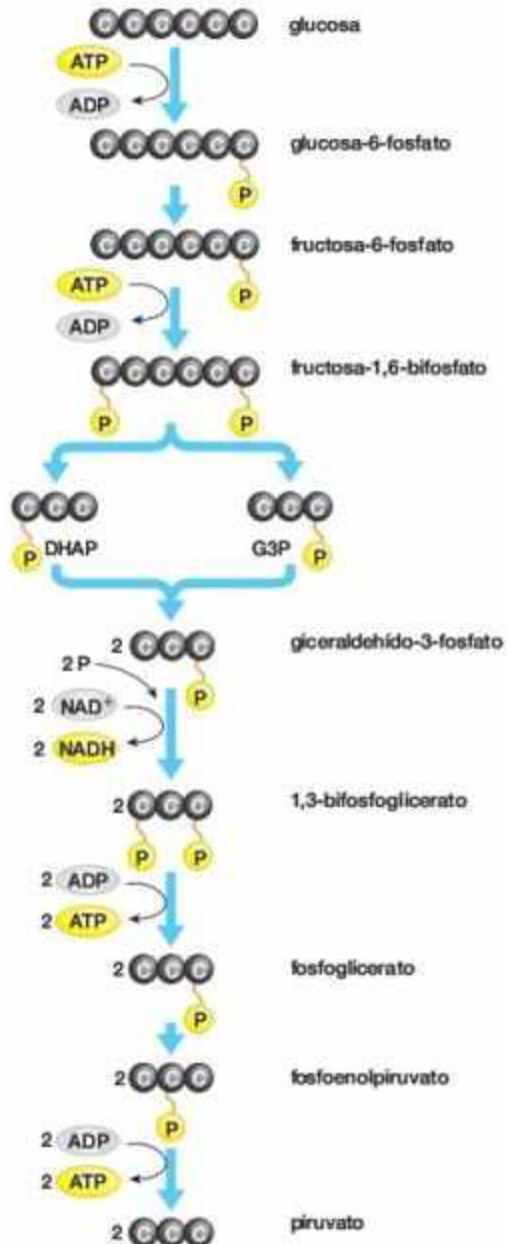 C C C C C C glucosa
ATP
ADP
C C C C C C glucosa-6-fosfato
P
C C C C C C fructosa-6-fosfato
ATP P
ADP
C C C C C C fructosa-1,6-bifosfato
P P
C C C C C C
P DHAP G3P P
2 C C C giceraldehído-3-fosfato
2 P
P
2 NAD+
2 NADH
2 C C C 1,3-bifosfoglicerato
P P
2 ADP
2 ATP
2 C C C fosfoglicerato
P
2 C C C fosfoenolpiruvato
P
2 ADP
2 ATP
2 C C C piruvato